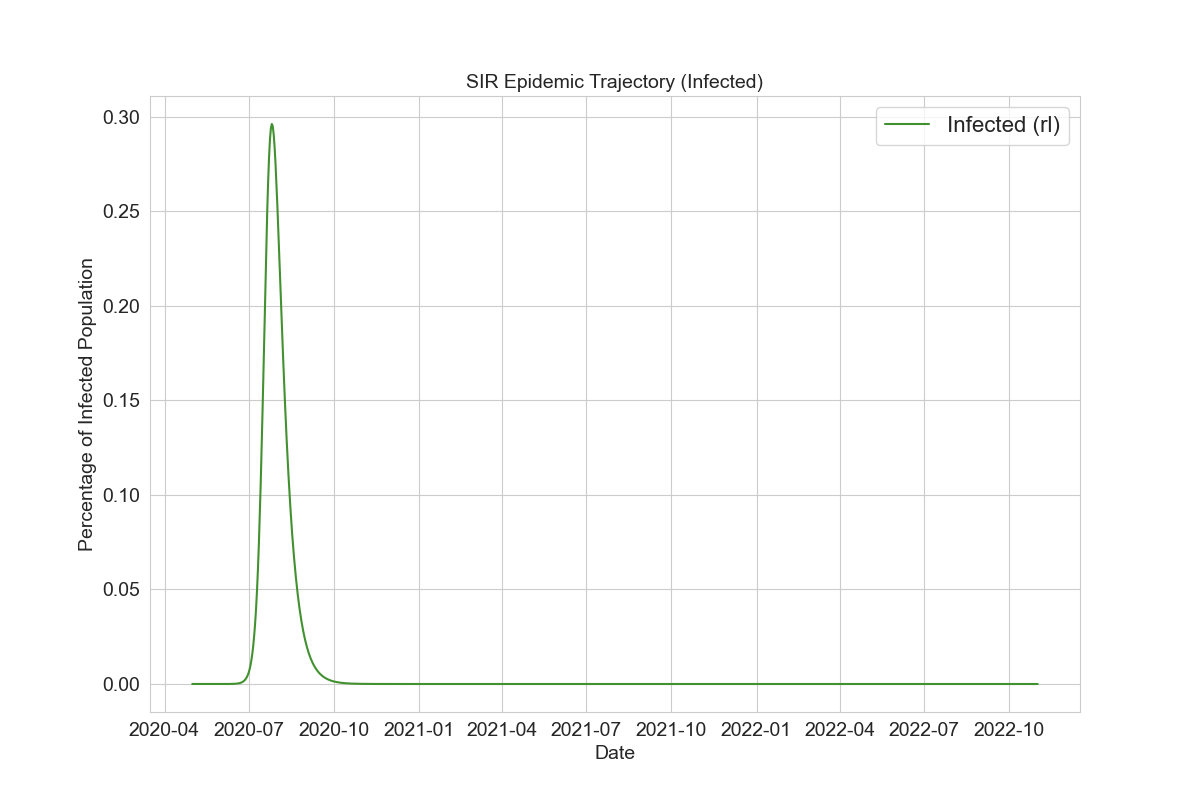 SIR Epidemic Trajectory (Infected)
Infected (rl)
Percentage of Infected Population
0.30
0.25
0.20
0.15
0.10
0.05
0.00
2020-04 2020-07 2020-10 2021-01 2021-04 2021-07 2021-10 2022-01 2022-04 2022-07 2022-10
Date